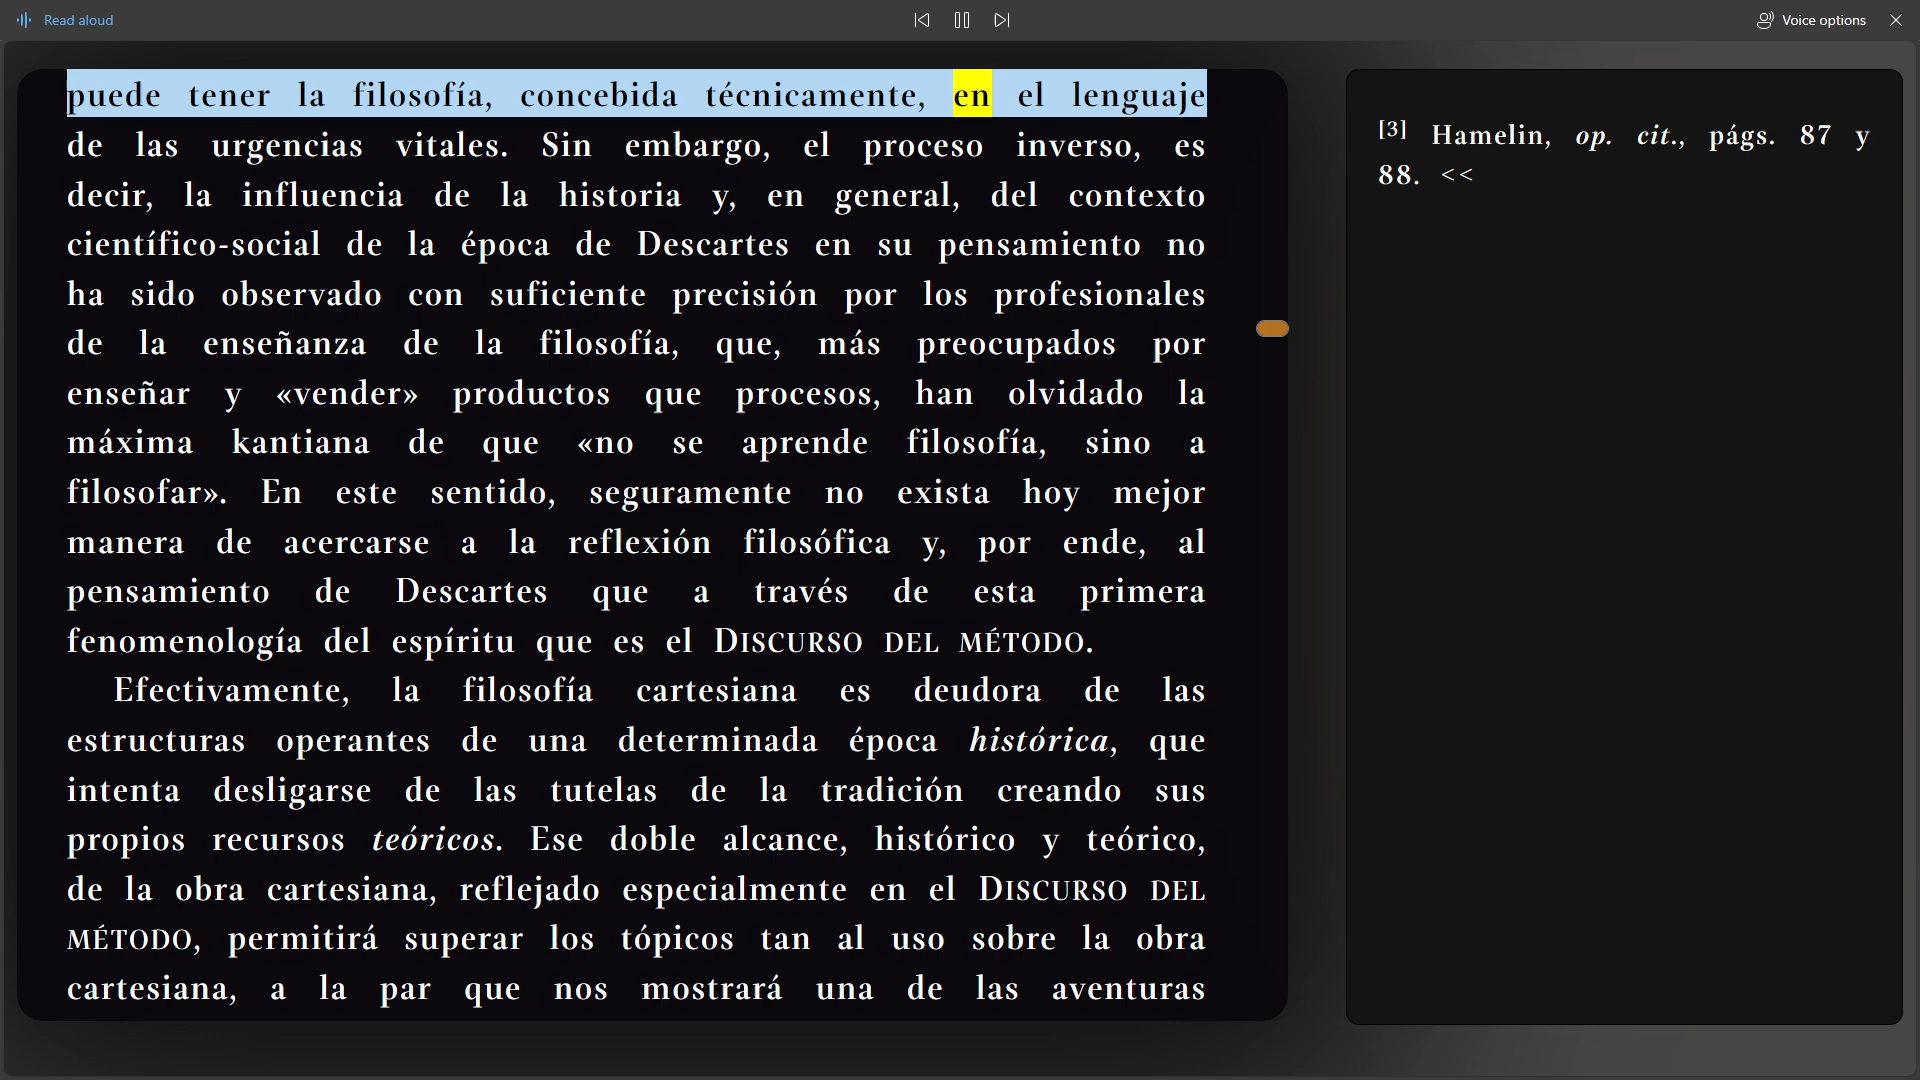 Read aloud
Voice options
puede tener la filosofía, concebida técnicamente, en el lenguaje
de las urgencias vitales. Sin embargo, el proceso inverso, es
decir, la influencia de la historia y, en general, del contexto
científico-social de la época de Descartes en su pensamiento no
ha sido observado con suficiente precisión por los profesionales
de la enseñanza de la filosofía, que, más preocupados por
enseñar y «vender» productos que procesos, han olvidado la
máxima kantiana de que «no se aprende filosofía, sino a
filosofar». En este sentido, seguramente no exista hoy mejor
manera de acercarse a la reflexión filosófica y, por ende, al
pensamiento de Descartes que a través de esta primera
fenomenología del espíritu que es el DISCURSO DEL MÉTODO.
Efectivamente, la filosofía cartesiana es deudora de las
estructuras operantes de una determinada época histórica, que
intenta desligarse de las tutelas de la tradición creando sus
propios recursos teóricos. Ese doble alcance, histórico y teórico,
de la obra cartesiana, reflejado especialmente en el DISCURSO DEL
MÉTODO, permitirá superar los tópicos tan al uso sobre la obra
cartesiana, a la par que nos mostrará una de las aventuras
[3] Hamelin, op. cit., págs. 87 y
88. <<